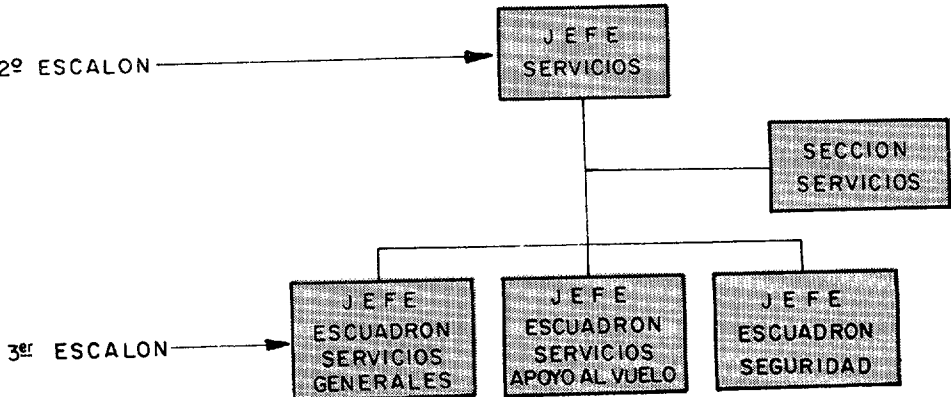 2º ESCALON
JEFE
SERVICIOS
SECCION
SERVICIOS
3er ESCALON
JEFE
ESCUADRON
SERVICIOS
GENERALES
JEFE
ESCUADRON
SERVICIOS
APOYO AL VUELO
JEFE
ESCUADRON
SEGURIDAD